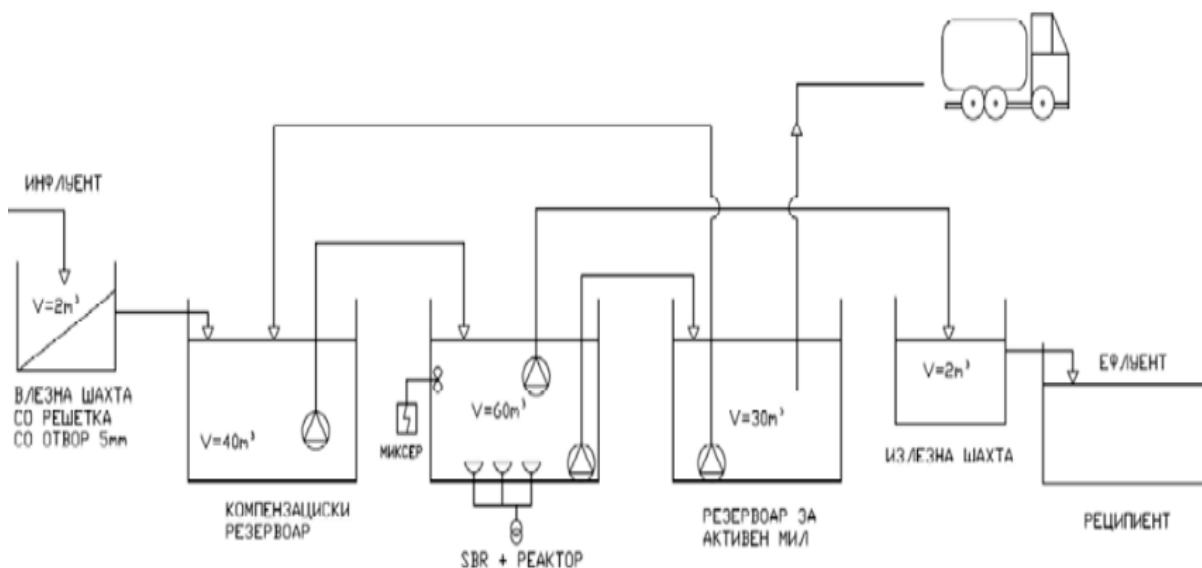 ИНФЛУЕНТ
V=2m³
ВЛЕЗНА ШАХТА
СО РЕШЕТКА
СО ОТВОР 5mm
V=40m³
КОМПЕНЗАЦИСКИ
РЕЗЕРВОАР
МИКСЕР
V=60m³
SBR + РЕАКТОР
V=30m³
РЕЗЕРВОАР ЗА
АКТИВЕН МИЛ
V=2m³
ИЗЛЕЗНА ШАХТА
ЕФЛУЕНТ
РЕЦИПИЕНТ